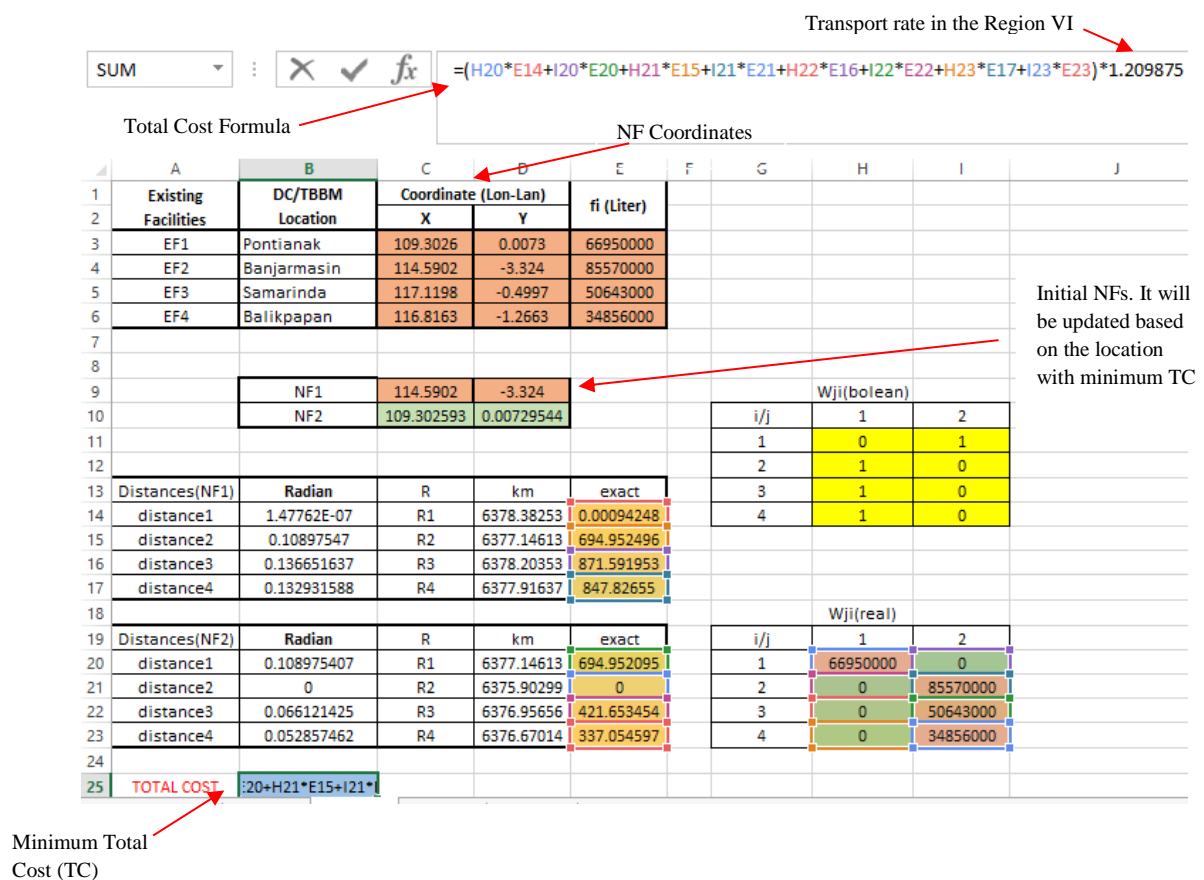 Transport rate in the Region VI
SUM
fx
=(H20*E14+I20*E20+H21*E15+I21*E21+H22*E16+I22*E22+H23*E17+I23*E23)*1.209875
Total Cost Formula
NF Coordinates
A B C D E F G H I J
1 Existing DC/TBBM Coordinate (Lon-Lan) fi (Liter)
2 Facilities Location X Y
3 EF1 Pontianak 109.3026 0.0073 66950000
4 EF2 Banjarmasin 114.5902 -3.324 85570000
5 EF3 Samarinda 117.1198 -0.4997 50643000
6 EF4 Balikpapan 116.8163 -1.2663 34856000
7
8
Initial NFs. It will
be updated based
on the location
with minimum TC
9 NF1 114.5902 -3.324 Wji(bolean)
10 NF2 109.302593 0.00729544 i/j 1 2
11 1 0 1
12 2 1 0
13 Distances(NF1) Radian R km exact 3 1 0
14 distance1 1.47762E-07 R1 6378.38253 0.00094248 4 1 0
15 distance2 0.10897547 R2 6377.14613 694.952496
16 distance3 0.136651637 R3 6378.20353 871.591953
17 distance4 0.132931588 R4 6377.91637 847.82655
18 Wji(real)
19 Distances(NF2) Radian R km exact i/j 1 2
20 distance1 0.108975407 R1 6377.14613 694.952095 1 66950000 0
21 distance2 0 R2 6375.90299 0 2 0 85570000
22 distance3 0.066121425 R3 6376.95656 421.653454 3 0 50643000
23 distance4 0.052857462 R4 6376.67014 337.054597 4 0 34856000
24
25 TOTAL COST E20+H21*E15+I21*
Minimum Total
Cost (TC)